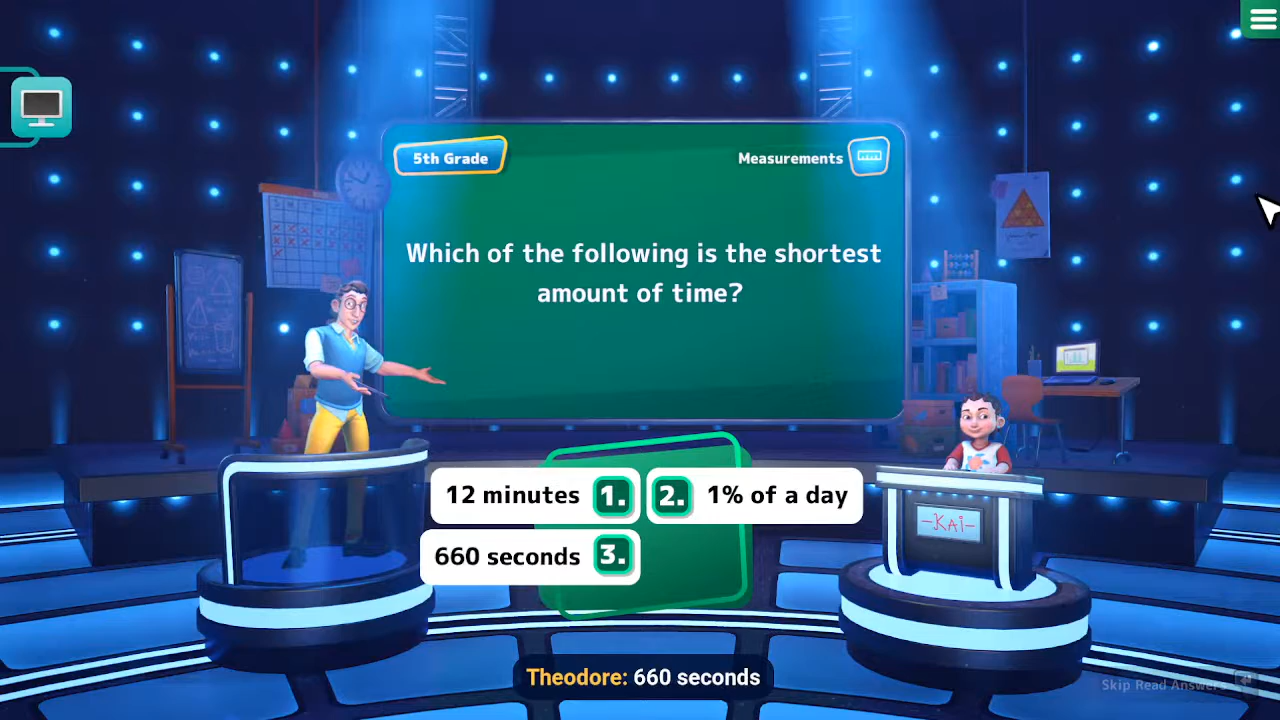 5th Grade
Measurements
Which of the following is the shortest
amount of time?
12 minutes 1.
2. 1% of a day
660 seconds 3.
-KAi-
Theodore: 660 seconds
Skip Read Answers